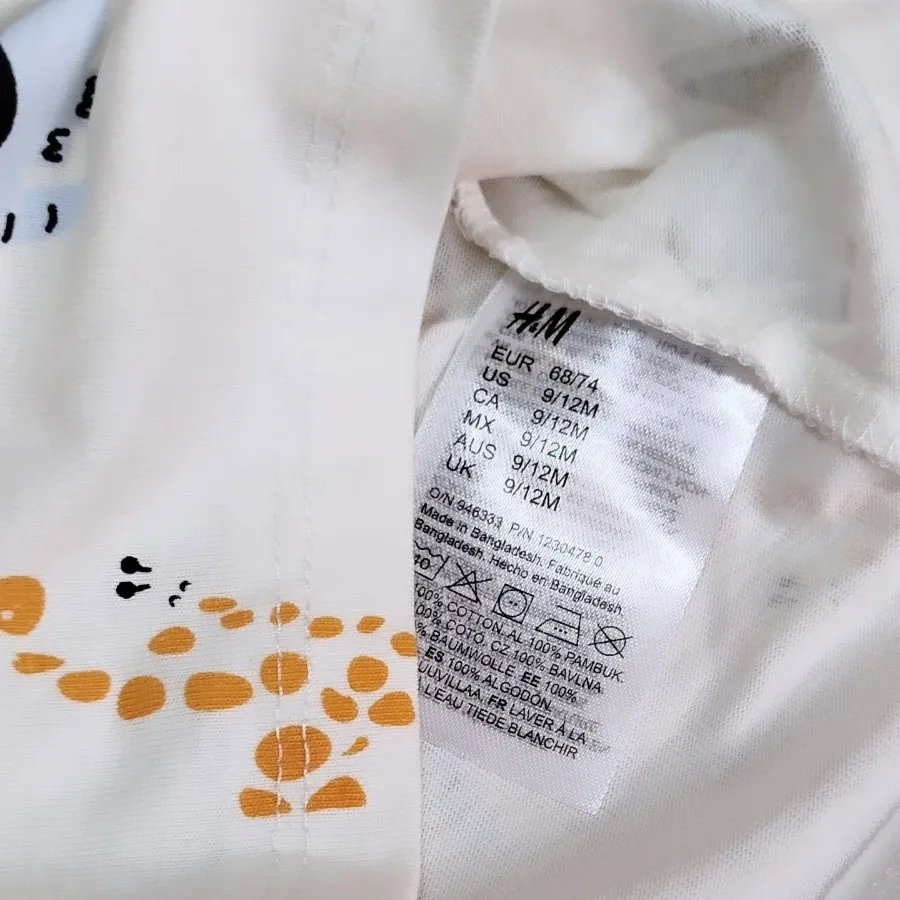 H&M
EUR 68/74
US 9/12M
CA 9/12M
MX 9/12M
AUS 9/12M
UK 9/12M
O/N 946333 P/N 1230478.0
Made in Bangladesh. Fabriqué au
Bangladesh. Hecho en Bangladesh
100% COTTON. AL 100% PAMBUK.
100% COTÓ. CZ 100% BAVLNA.
% BAUMWOLLE. EE 100%
ES 100% ALGODÓN.
FR LAVER À LA
L'EAU TIEDE BLANCHIR